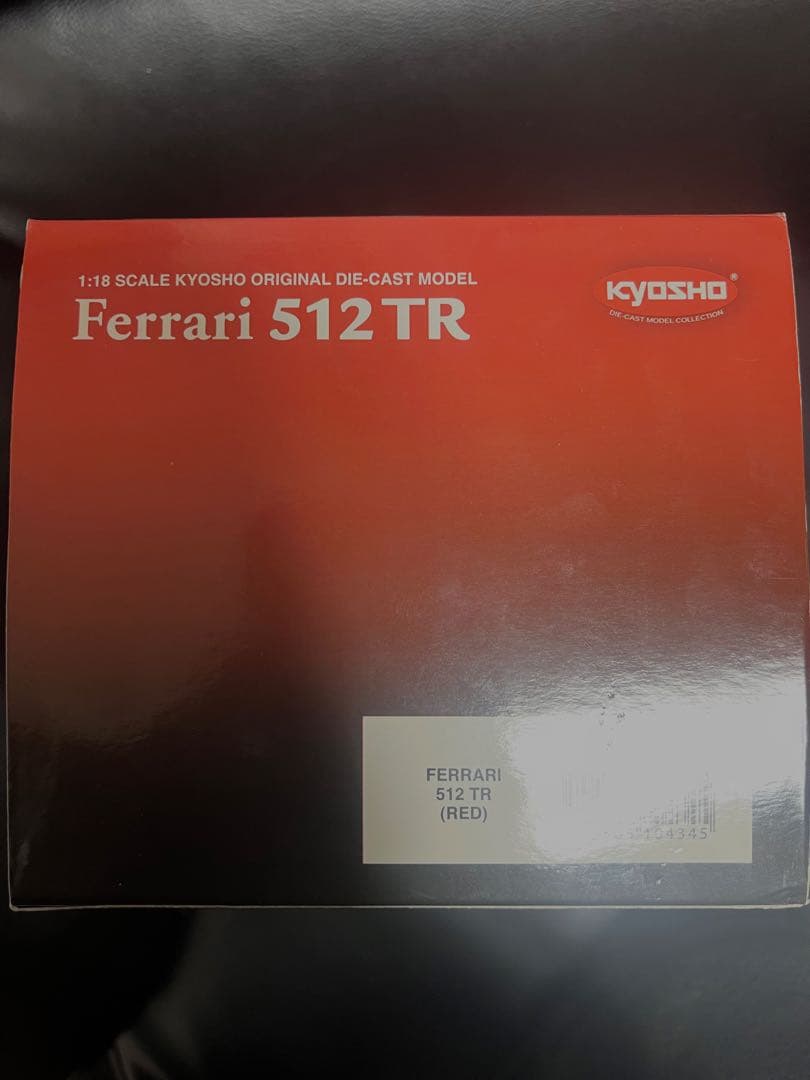 1:18 SCALE KYOSHO ORIGINAL DIE-CAST MODEL
Ferrari 512 TR
KYOSHO®
DIE-CAST MODEL COLLECTION
FERRARI
512 TR
(RED)
104345